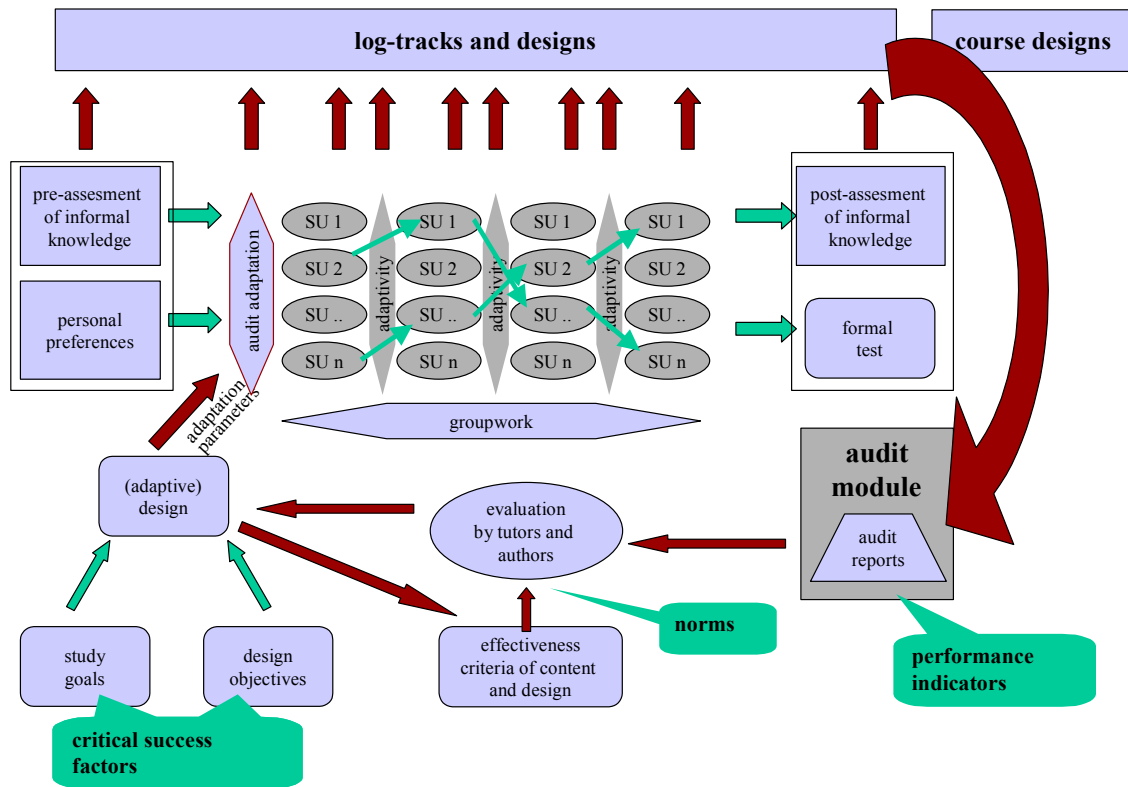 log-tracks and designs
course designs
pre-assesment
of informal
knowledge
personal
preferences
audit adaptation
SU 1
SU 2
SU ..
SU n
adaptivity
SU 1
SU 2
SU ..
SU n
adaptivity
SU 1
SU 2
SU ..
SU n
adaptivity
SU 1
SU 2
SU ..
SU n
post-assesment
of informal
knowledge
formal
test
adaptation
parameters
groupwork
(adaptive)
design
evaluation
by tutors and
authors
audit
module
audit
reports
study
goals
design
objectives
effectiveness
criteria of content
and design
norms
performance
indicators
critical success
factors